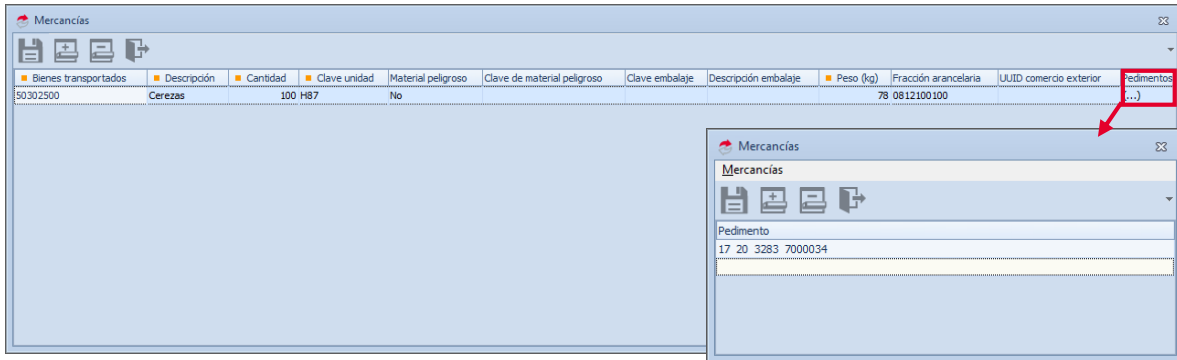 Mercancías
Bienes transportados Descripción Cantidad Clave unidad Material peligroso Clave de material peligroso Clave embalaje Descripción embalaje Peso (kg) Fracción arancelaria UUID comercio exterior Pedimentos
50302500 Cerezas 100 H87 No 78 0812100100 (...)
Mercancías
Mercancías
Pedimento
17 20 3283 7000034